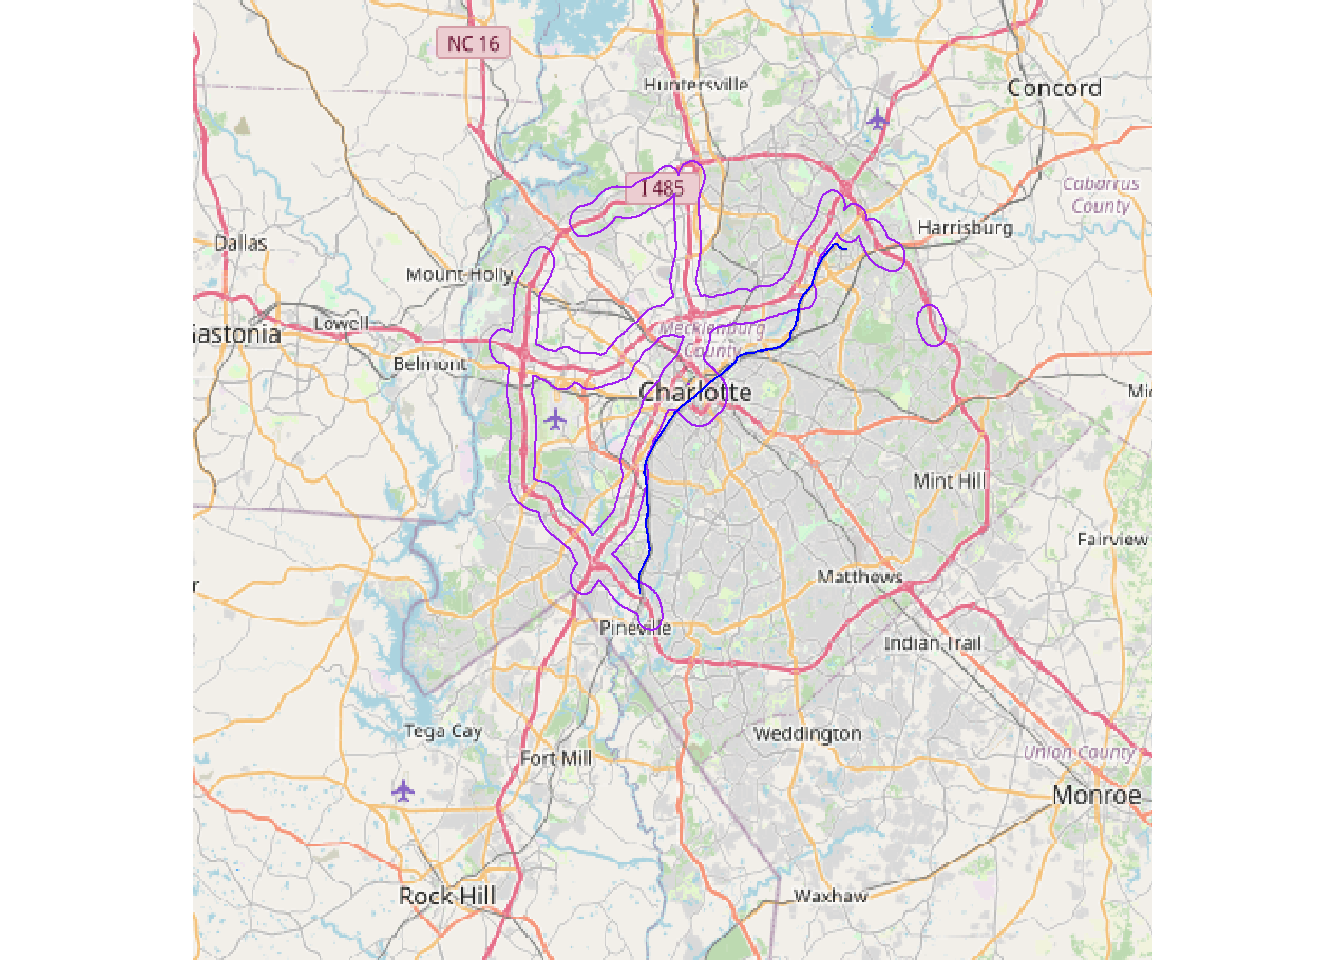 NC 16
Huntersville
Concord
I 485
Cabarrus
County
Harrisburg
Dallas
Mount Holly
Lowell
iastonia
Mecklenburg
County
Belmont
Charlotte
Mint Hill
Fairview
Matthews
Pineville
Indian Trail
Tega Cay
Weddington
Fort Mill
Union County
Monroe
Rock Hill
Waxhaw